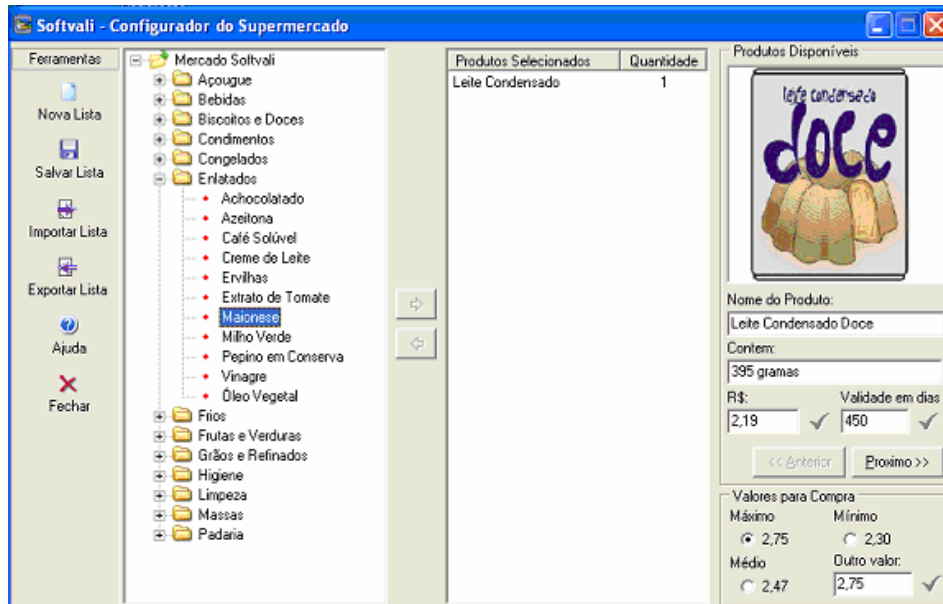 Softvali - Configurador do Supermercado
Ferramentas
Nova Lista
Salvar Lista
Importar Lista
Exportar Lista
Ajuda
Fechar
Mercado Softvali
Açougue
Bebidas
Biscoitos e Doces
Condimentos
Congelados
Enlatados
Achocolatado
Azeitona
Café Solúvel
Creme de Leite
Ervilhas
Extrato de Tomate
Maionese
Milho Verde
Pepino em Conserva
Vinagre
Óleo Vegetal
Frios
Frutas e Verduras
Grãos e Refinados
Higiene
Limpeza
Massas
Padaria
Produtos Selecionados Quantidade
Leite Condensado 1
Produtos Disponíveis
leite condensado
doce
Nome do Produto:
Leite Condensado Doce
Contem:
395 gramas
R$: Validade em dias
2,19 450
<< Anterior Proximo >>
Valores para Compra
Máximo Mínimo
2,75 2,30
Médio Outro valor:
2,47 2,75